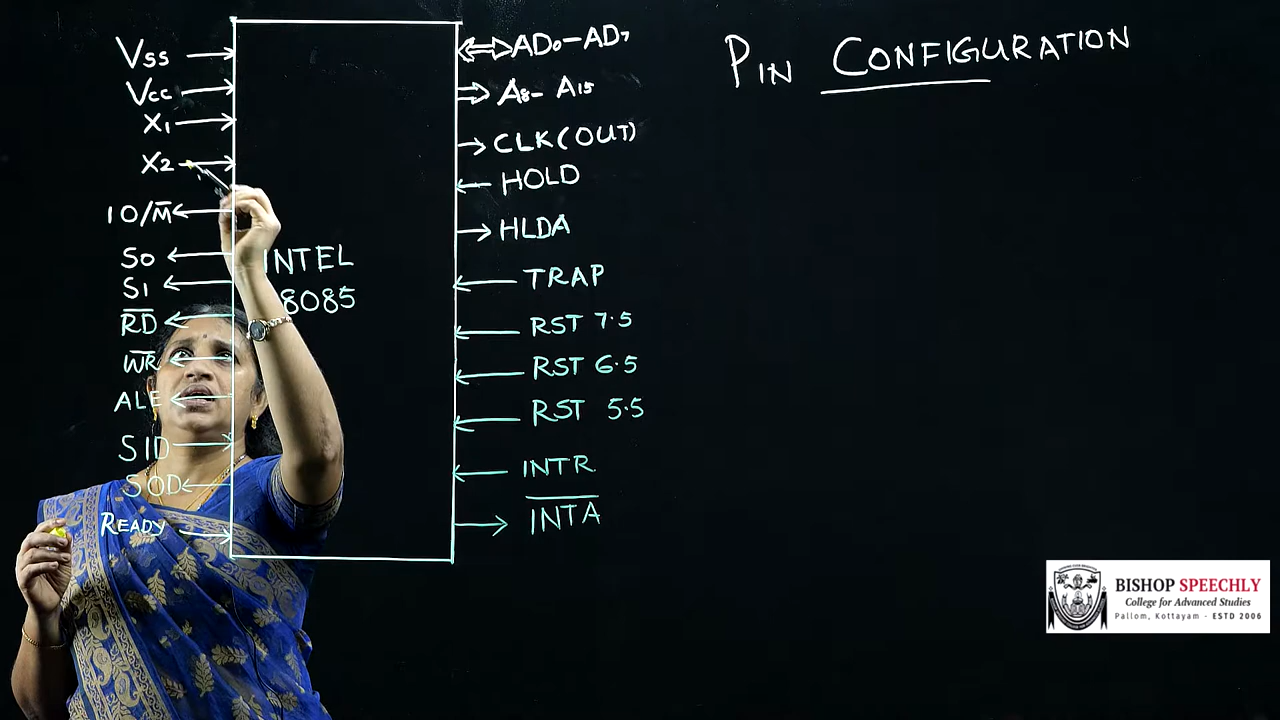 PIN CONFIGURATION
VSS
VCC
X1
X2
IO/M̅
S0
S1
R̅D̅
W̅R̅
ALE
SID
SOD
READY
INTEL
8085
AD0-AD7
A8-A15
CLK(OUT)
HOLD
HLDA
TRAP
RST 7.5
RST 6.5
RST 5.5
INTR
I̅N̅T̅A̅
BISHOP SPEECHLY
College for Advanced Studies
Pallom, Kottayam - ESTD 2006